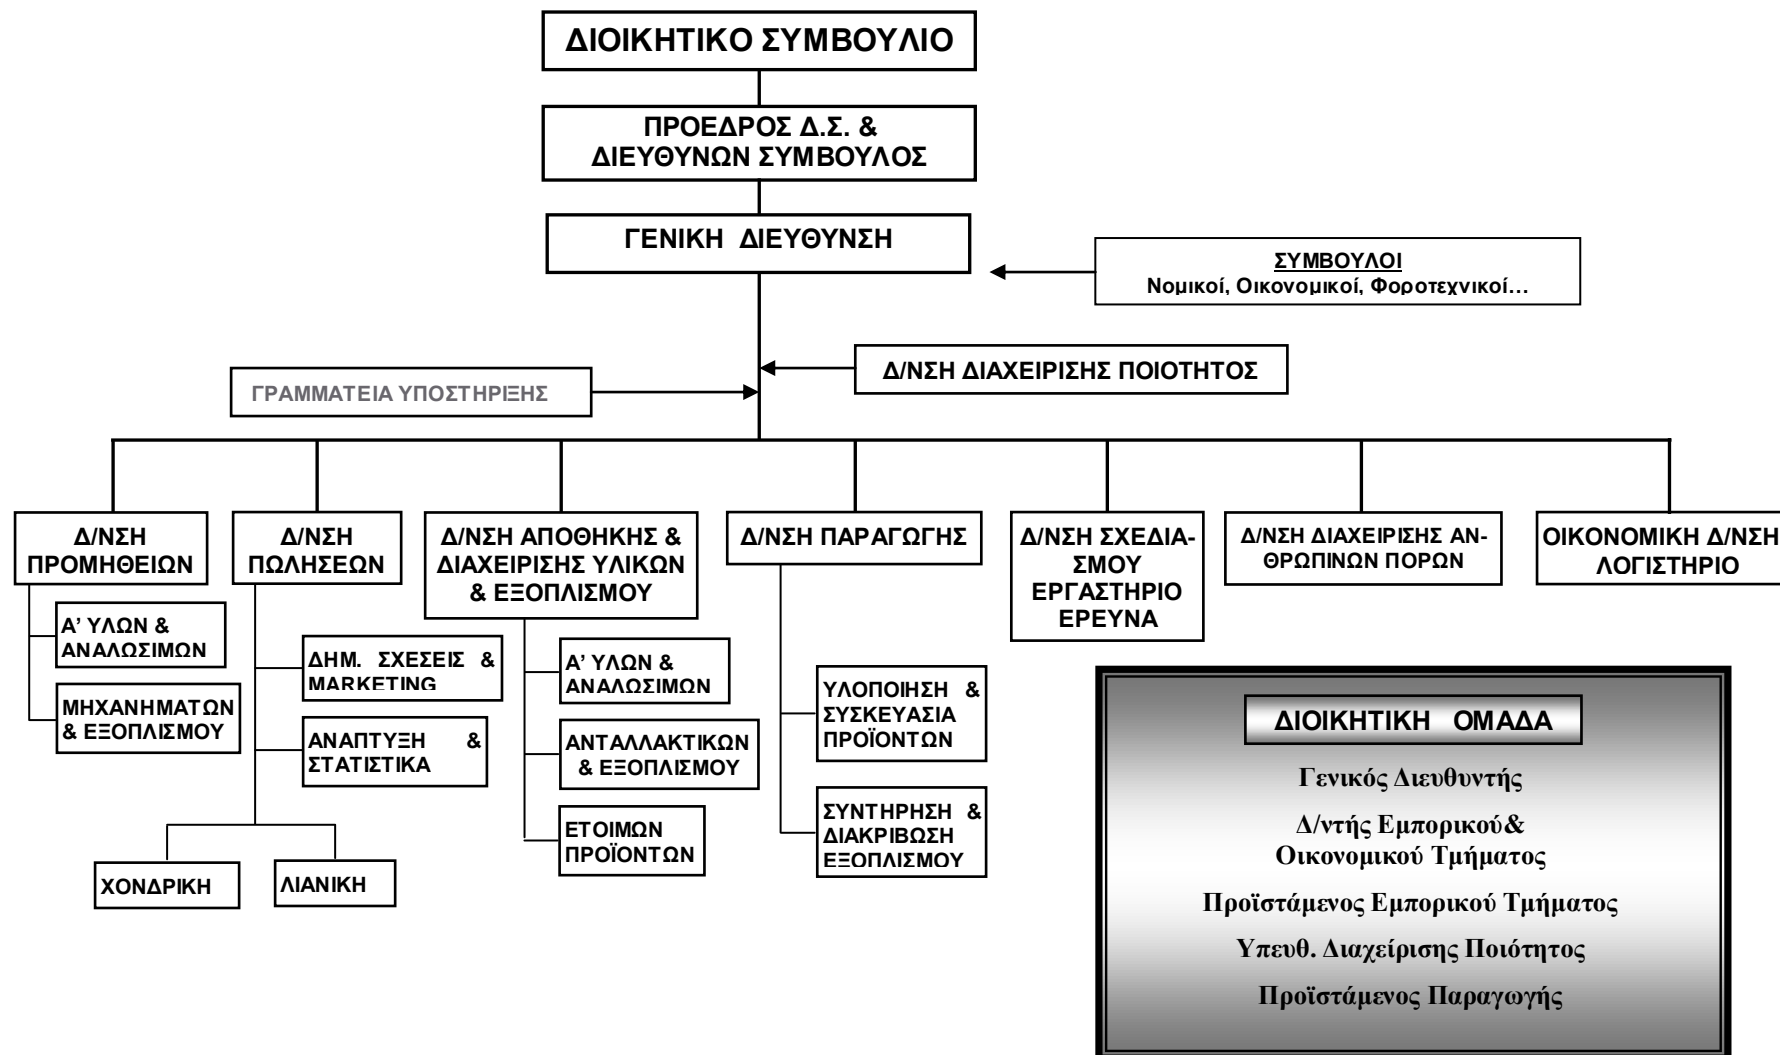 ΔΙΟΙΚΗΤΙΚΟ ΣΥΜΒΟΥΛΙΟ
ΠΡΟΕΔΡΟΣ Δ.Σ. &
ΔΙΕΥΘΥΝΩΝ ΣΥΜΒΟΥΛΟΣ
ΓΕΝΙΚΗ ΔΙΕΥΘΥΝΣΗ
ΣΥΜΒΟΥΛΟΙ
Νομικοί, Οικονομικοί, Φοροτεχνικοί…
Δ/ΝΣΗ ΔΙΑΧΕΙΡΙΣΗΣ ΠΟΙΟΤΗΤΟΣ
ΓΡΑΜΜΑΤΕΙΑ ΥΠΟΣΤΗΡΙΞΗΣ
Δ/ΝΣΗ
ΠΡΟΜΗΘΕΙΩΝ
Α' ΥΛΩΝ &
ΑΝΑΛΩΣΙΜΩΝ
ΜΗΧΑΝΗΜΑΤΩΝ
& ΕΞΟΠΛΙΣΜΟΥ
Δ/ΝΣΗ
ΠΩΛΗΣΕΩΝ
ΔΗΜ. ΣΧΕΣΕΙΣ &
MARKETING
ΑΝΑΠΤΥΞΗ &
ΣΤΑΤΙΣΤΙΚΑ
ΧΟΝΔΡΙΚΗ
ΛΙΑΝΙΚΗ
Δ/ΝΣΗ ΑΠΟΘΗΚΗΣ &
ΔΙΑΧΕΙΡΙΣΗΣ ΥΛΙΚΩΝ
& ΕΞΟΠΛΙΣΜΟΥ
Α' ΥΛΩΝ &
ΑΝΑΛΩΣΙΜΩΝ
ΑΝΤΑΛΛΑΚΤΙΚΩΝ
& ΕΞΟΠΛΙΣΜΟΥ
ΕΤΟΙΜΩΝ
ΠΡΟΪΟΝΤΩΝ
Δ/ΝΣΗ ΠΑΡΑΓΩΓΗΣ
ΥΛΟΠΟΙΗΣΗ &
ΣΥΣΚΕΥΑΣΙΑ
ΠΡΟΪΟΝΤΩΝ
ΣΥΝΤΗΡΗΣΗ &
ΔΙΑΚΡΙΒΩΣΗ
ΕΞΟΠΛΙΣΜΟΥ
Δ/ΝΣΗ ΣΧΕΔΙΑ-
ΣΜΟΥ
ΕΡΓΑΣΤΗΡΙΟ
ΕΡΕΥΝΑ
Δ/ΝΣΗ ΔΙΑΧΕΙΡΙΣΗΣ ΑΝ-
ΘΡΩΠΙΝΩΝ ΠΟΡΩΝ
ΟΙΚΟΝΟΜΙΚΗ Δ/ΝΣΗ
ΛΟΓΙΣΤΗΡΙΟ
ΔΙΟΙΚΗΤΙΚΗ ΟΜΑΔΑ
Γενικός Διευθυντής
Δ/ντής Εμπορικού&
Οικονομικού Τμήματος
Προϊστάμενος Εμπορικού Τμήματος
Υπευθ. Διαχείρισης Ποιότητος
Προϊστάμενος Παραγωγής